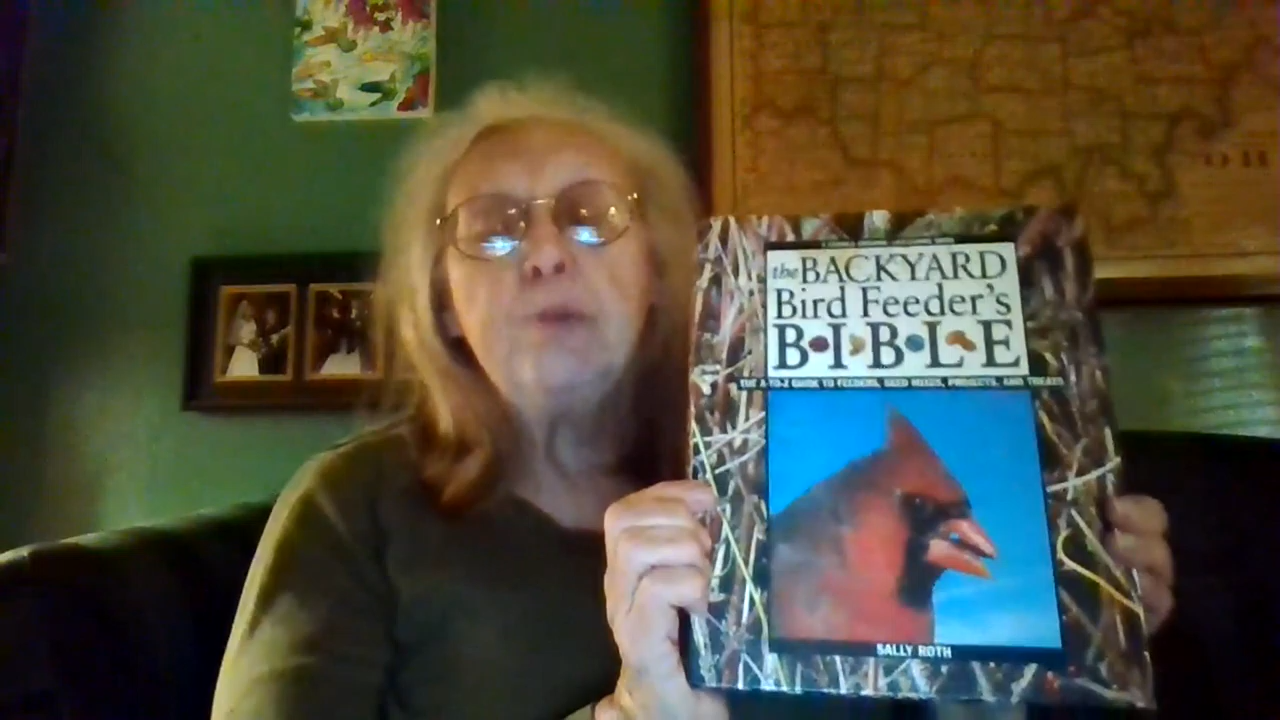 the BACKYARD
Bird Feeder's
B•I•B•L•E
THE A-TO-Z GUIDE TO FEEDERS, SEED MIXES, PROJECTS, AND TREATS
SALLY ROTH